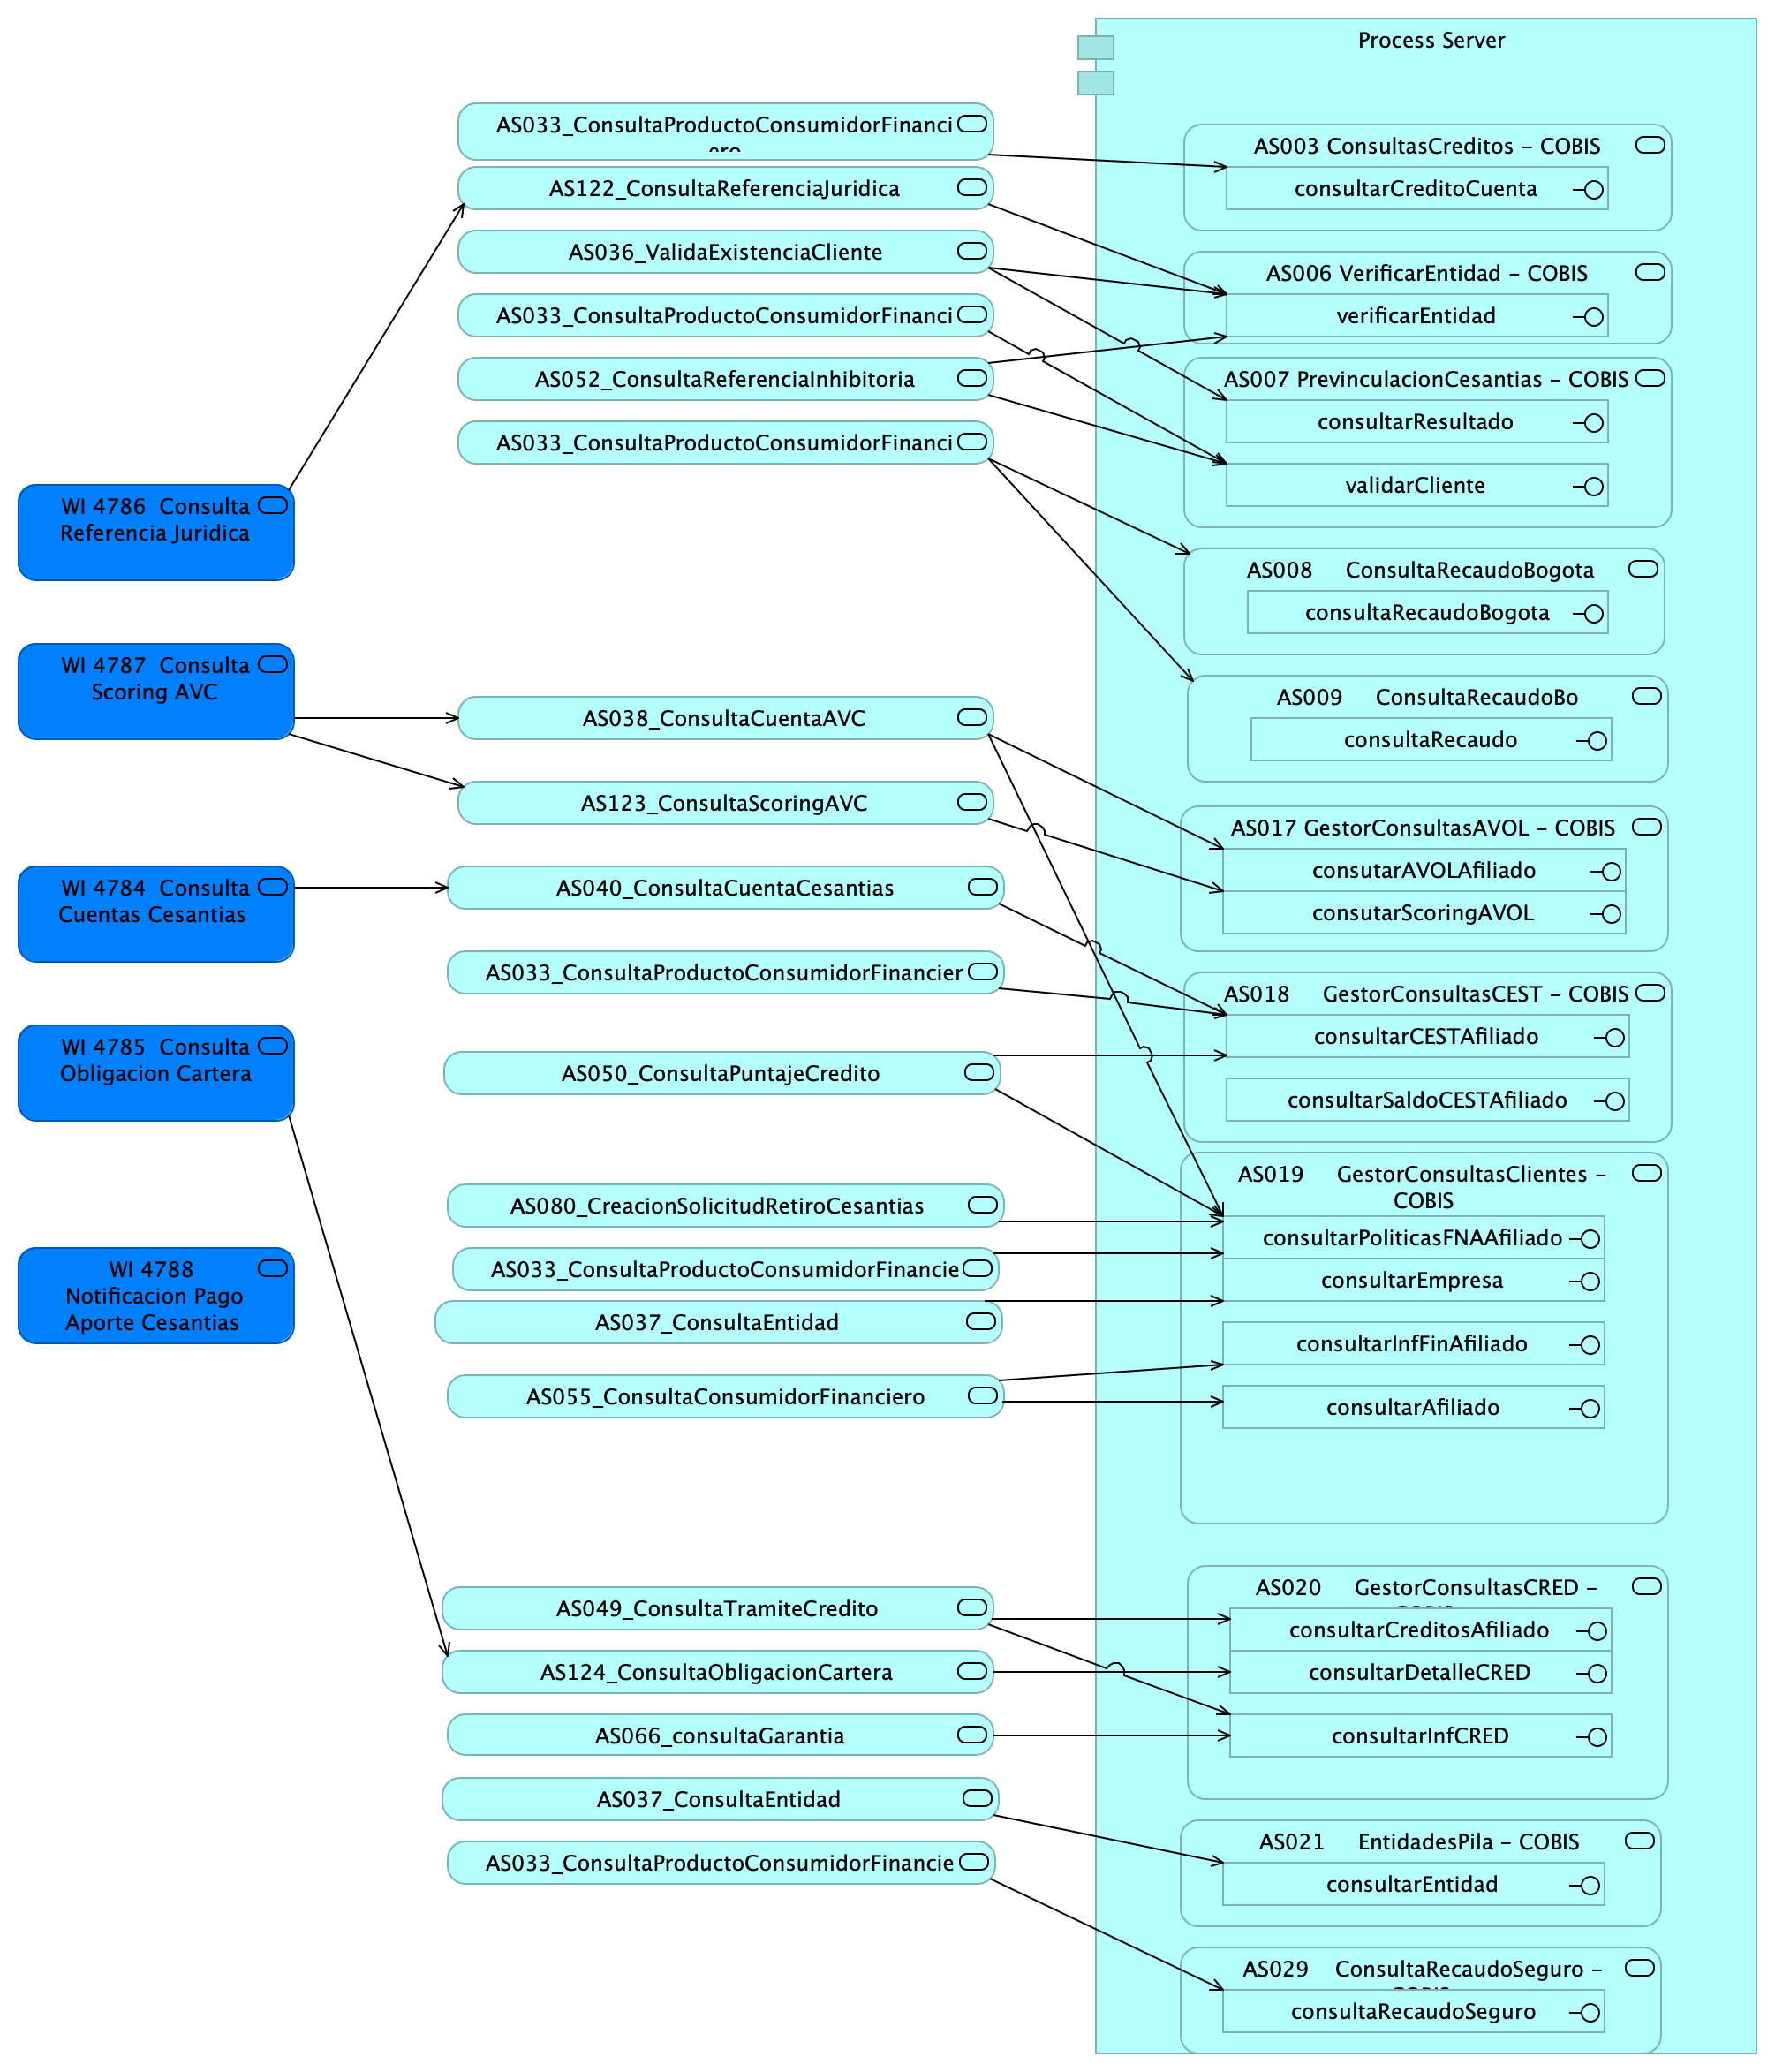 Process Server
AS033_ConsultaProductoConsumidorFinanci
ero
AS122_ConsultaReferenciaJuridica
AS036_ValidaExistenciaCliente
AS033_ConsultaProductoConsumidorFinanci
AS052_ConsultaReferenciaInhibitoria
AS033_ConsultaProductoConsumidorFinanci
AS003 ConsultasCreditos – COBIS
consultarCreditoCuenta
AS006 VerificarEntidad – COBIS
verificarEntidad
AS007 PrevinculacionCesantias – COBIS
consultarResultado
validarCliente
WI 4786  Consulta
Referencia Juridica
AS008     ConsultaRecaudoBogota
consultaRecaudoBogota
WI 4787  Consulta
Scoring AVC
AS038_ConsultaCuentaAVC
AS123_ConsultaScoringAVC
AS009     ConsultaRecaudoBo
consultaRecaudo
AS017 GestorConsultasAVOL – COBIS
consutarAVOLAfiliado
consutarScoringAVOL
WI 4784  Consulta
Cuentas Cesantias
AS040_ConsultaCuentaCesantias
AS033_ConsultaProductoConsumidorFinancier
AS018     GestorConsultasCEST – COBIS
consultarCESTAfiliado
consultarSaldoCESTAfiliado
WI 4785  Consulta
Obligacion Cartera
AS050_ConsultaPuntajeCredito
AS080_CreacionSolicitudRetiroCesantias
AS033_ConsultaProductoConsumidorFinancie
AS037_ConsultaEntidad
AS055_ConsultaConsumidorFinanciero
AS019     GestorConsultasClientes –
COBIS
consultarPoliticasFNAAfiliado
consultarEmpresa
consultarInfFinAfiliado
consultarAfiliado
WI 4788
Notificacion Pago
Aporte Cesantias
AS049_ConsultaTramiteCredito
AS124_ConsultaObligacionCartera
AS066_consultaGarantia
AS037_ConsultaEntidad
AS033_ConsultaProductoConsumidorFinancie
AS020     GestorConsultasCRED –
COBIS
consultarCreditosAfiliado
consultarDetalleCRED
consultarInfCRED
AS021     EntidadesPila – COBIS
consultarEntidad
AS029    ConsultaRecaudoSeguro –
COBIS
consultaRecaudoSeguro